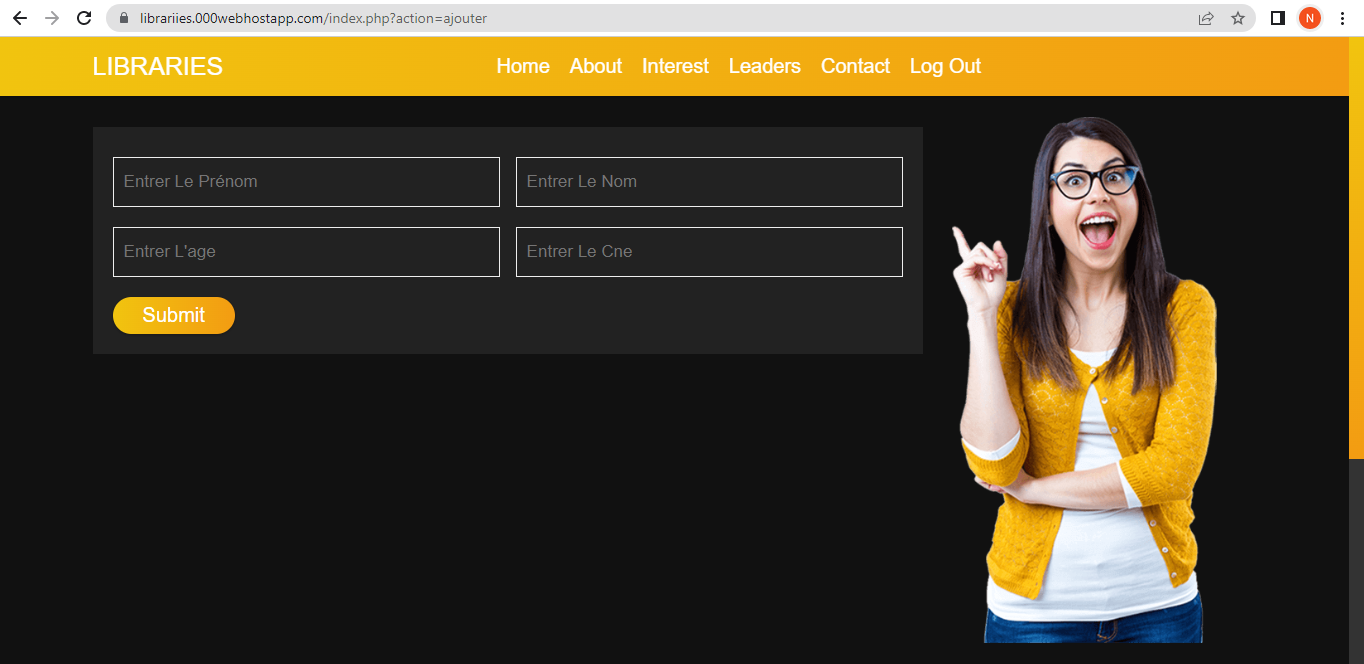 librariies.000webhostapp.com/index.php?action=ajouter
N
LIBRARIES Home About Interest Leaders Contact Log Out
Entrer Le Prénom Entrer Le Nom
Entrer L'age Entrer Le Cne
Submit